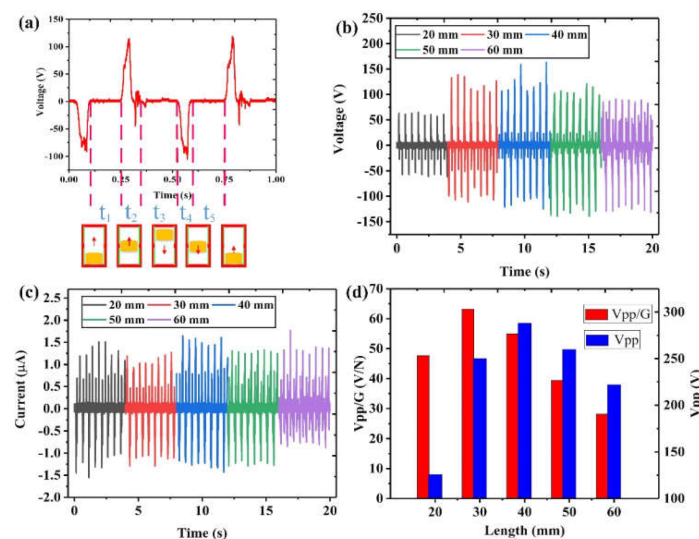 (a)
150
100
50
0
-50
-100
Voltage (V)
0.00
0.25
0.50
0.75
1.00
Time (s)
t1 t2 t3 t4 t5
(b)
250
200
150
100
50
0
-50
-100
-150
Voltage (V)
20 mm 30 mm 40 mm
50 mm 60 mm
0 5 10 15 20
Time (s)
(c)
2.5
2.0
1.5
1.0
0.5
0.0
-0.5
-1.0
-1.5
-2.0
Current (μA)
20 mm 30 mm 40 mm
50 mm 60 mm
0 5 10 15 20
Time (s)
(d)
70
60
50
40
30
20
10
0
Vpp/G (V/N)
Vpp/G
Vpp
300
250
200
150
100
Vpp (V)
20 30 40 50 60
Length (mm)